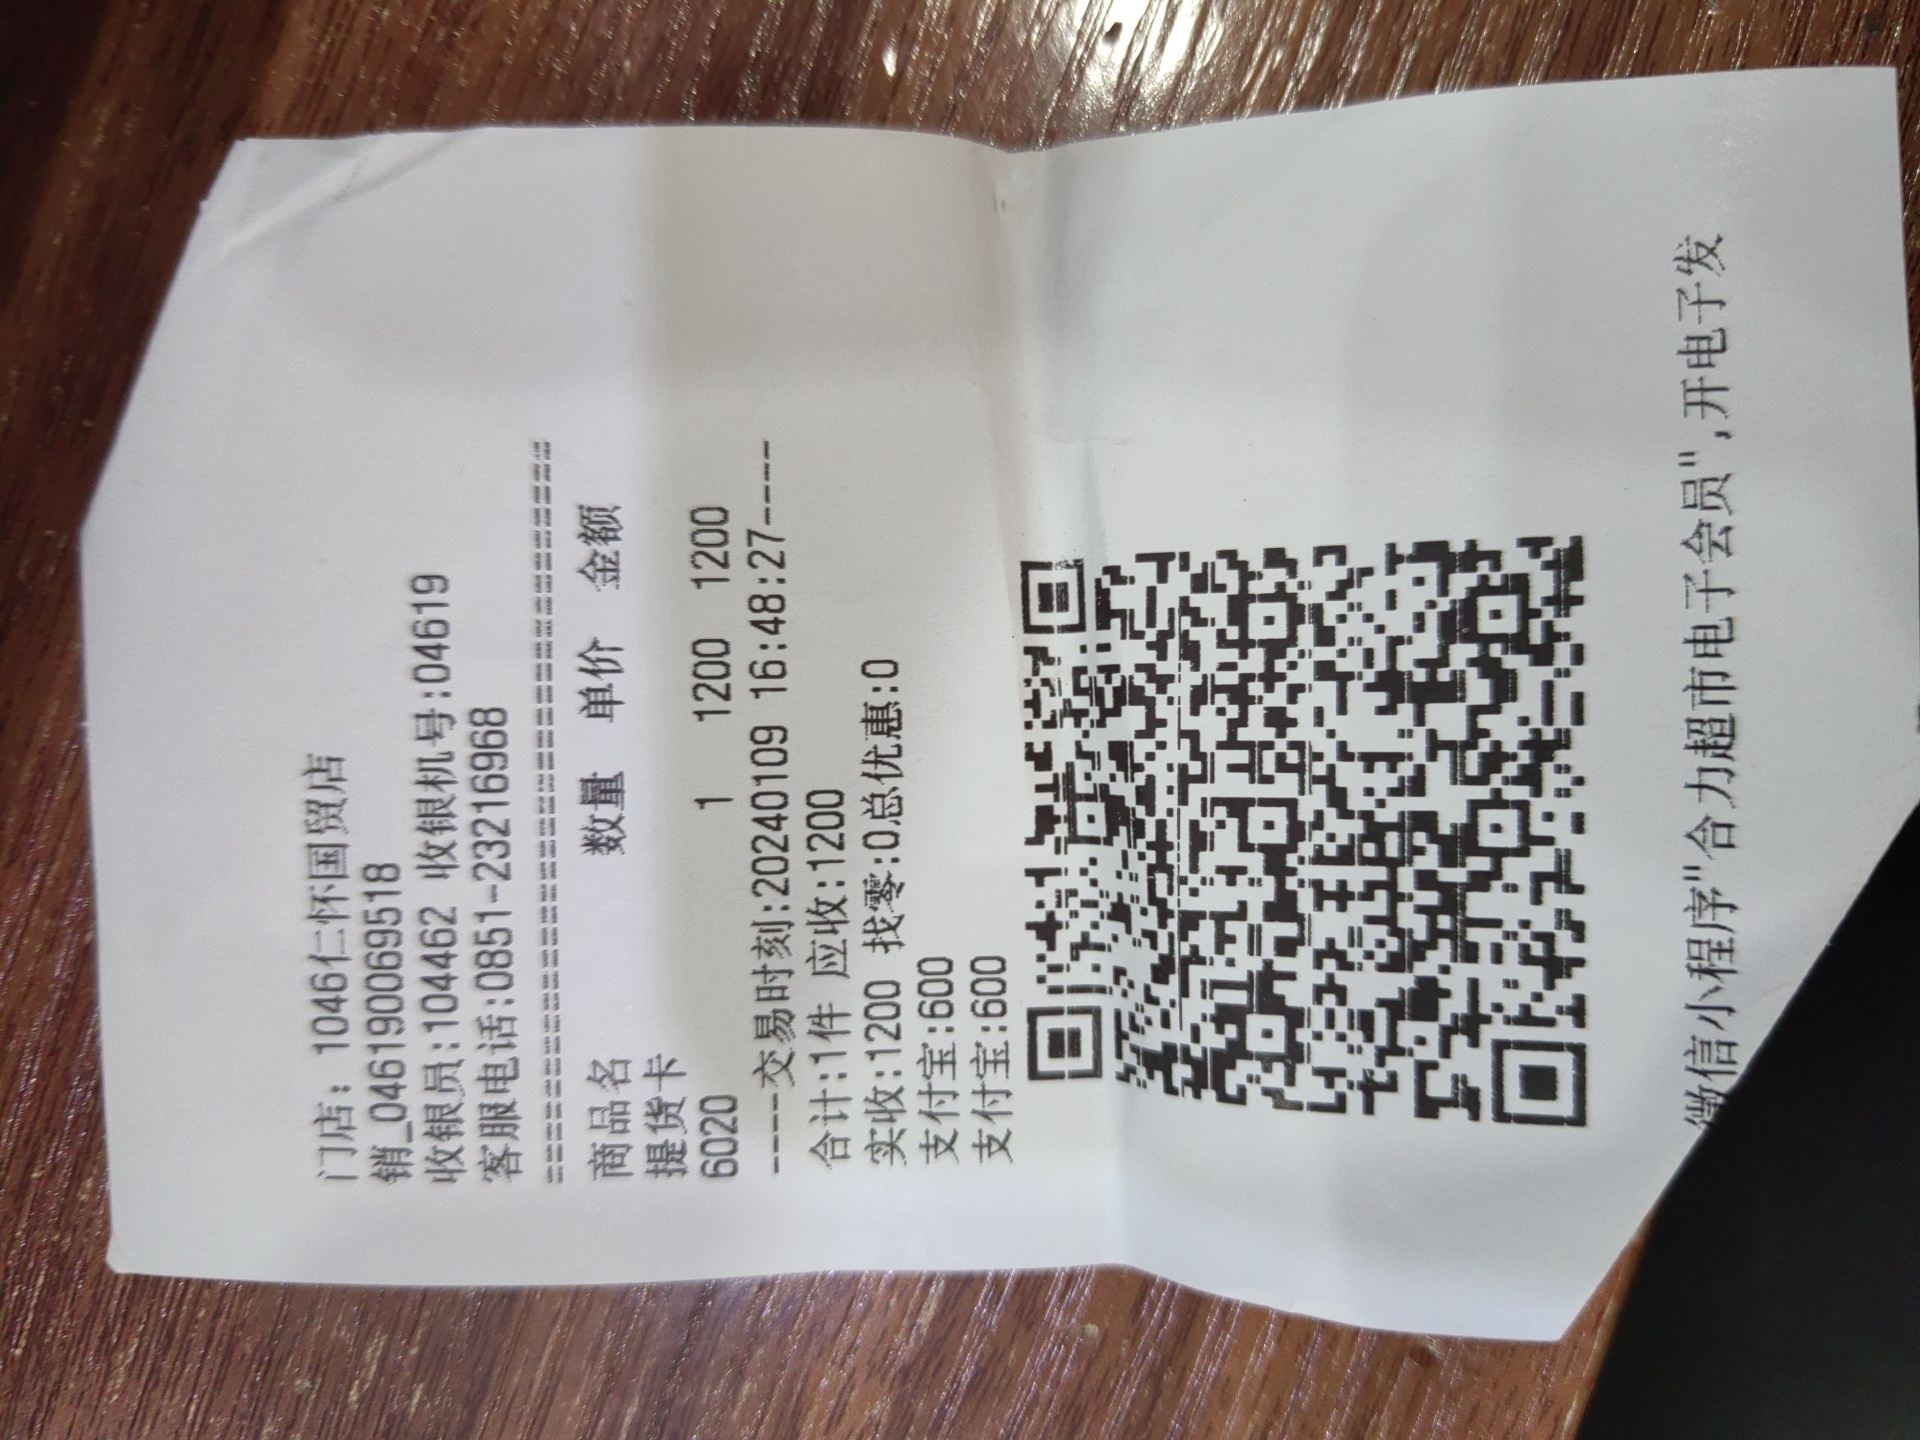 门店: 1046仁怀国贸店
销_0461900695518
收银员:104462 收银机号:04619
客服电话:0851-23216968
========================================
商品名 数量 单价 金额
提货卡
6020 1 1200 1200
----交易时刻:20240109 16:48:27----
合计:1件 应收:1200
实收:1200 找零:0总优惠:0
支付宝:600
支付宝:600
微信小程序"合力超市电子会员",开电子发